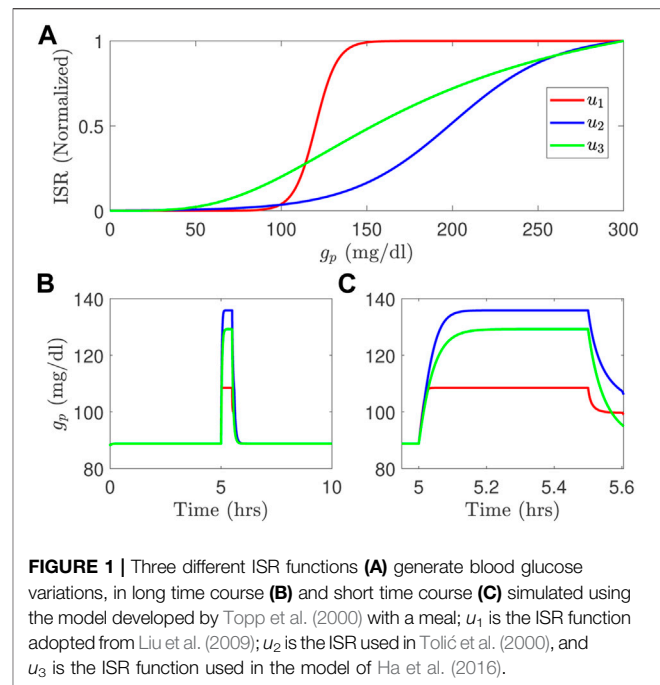 A
ISR (Normalized)
1
0.5
0
u₁
u₂
u₃
0 50 100 150 200 250 300
gₚ (mg/dl)
B
C
gₚ (mg/dl)
140
120
100
80
0 5 10
Time (hrs)
140
120
100
80
5 5.2 5.4 5.6
Time (hrs)
FIGURE 1 | Three different ISR functions (A) generate blood glucose
variations, in long time course (B) and short time course (C) simulated using
the model developed by Topp et al. (2000) with a meal; u₁ is the ISR function
adopted from Liu et al. (2009); u₂ is the ISR used in Tolić et al. (2000), and
u₃ is the ISR function used in the model of Ha et al. (2016).